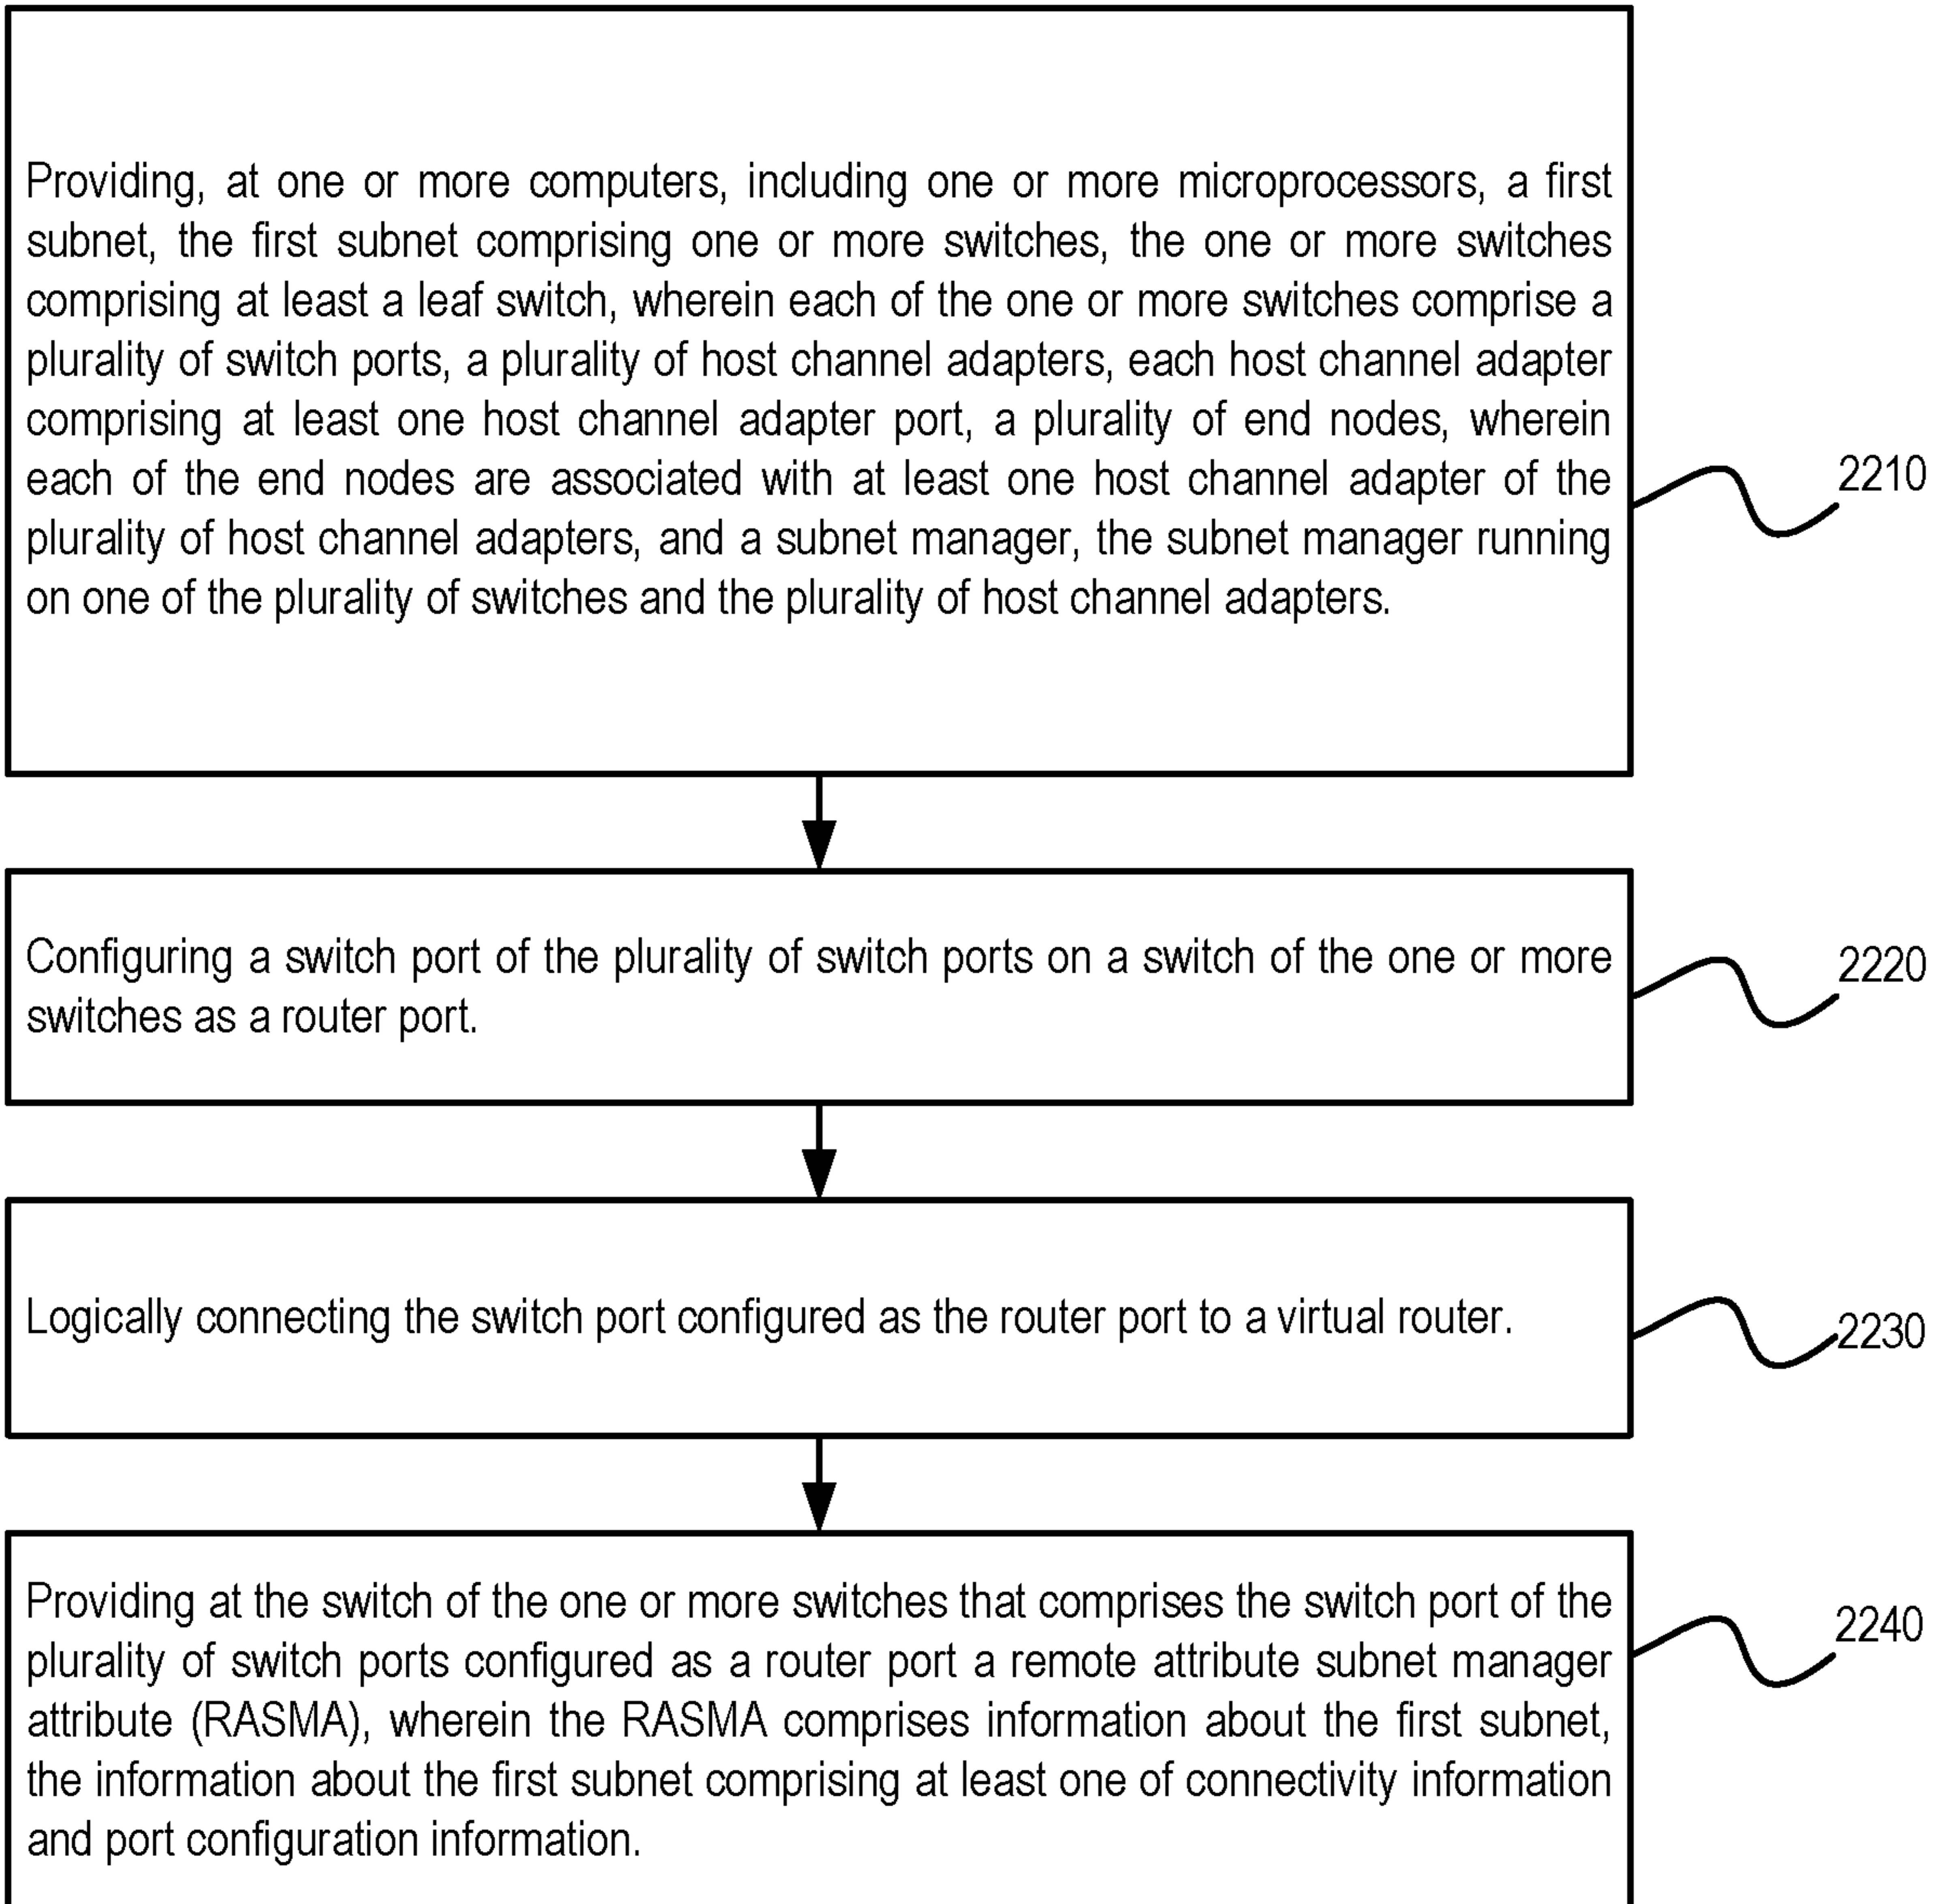 Providing, at one or more computers, including one or more microprocessors, a first
subnet, the first subnet comprising one or more switches, the one or more switches
comprising at least a leaf switch, wherein each of the one or more switches comprise a
plurality of switch ports, a plurality of host channel adapters, each host channel adapter
comprising at least one host channel adapter port, a plurality of end nodes, wherein
each of the end nodes are associated with at least one host channel adapter of the
plurality of host channel adapters, and a subnet manager, the subnet manager running
on one of the plurality of switches and the plurality of host channel adapters.
2210
Configuring a switch port of the plurality of switch ports on a switch of the one or more
switches as a router port.
2220
Logically connecting the switch port configured as the router port to a virtual router.
2230
Providing at the switch of the one or more switches that comprises the switch port of the
plurality of switch ports configured as a router port a remote attribute subnet manager
attribute (RASMA), wherein the RASMA comprises information about the first subnet,
the information about the first subnet comprising at least one of connectivity information
and port configuration information.
2240